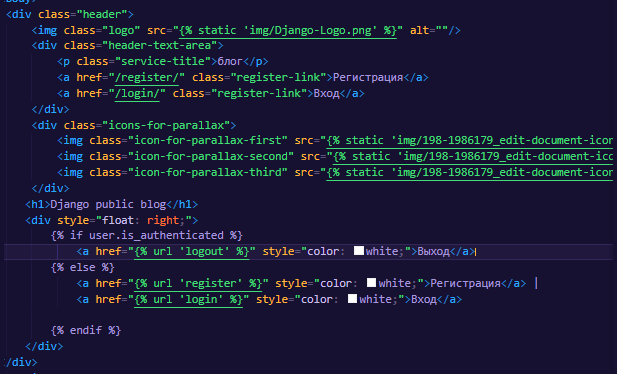 body>
<div class="header">
<img class="logo" src="{% static 'img/Django-Logo.png' %}" alt=""/>
<div class="header-text-area">
<p class="service-title">блог</p>
<a href="/register/" class="register-link">Регистрация</a>
<a href="/login/" class="register-link">Вход</a>
</div>
<div class="icons-for-parallax">
<img class="icon-for-parallax-first" src="{% static 'img/198-1986179_edit-document-icon
<img class="icon-for-parallax-second" src="{% static 'img/198-1986179_edit-document-ico
<img class="icon-for-parallax-third" src="{% static 'img/198-1986179_edit-document-icon
</div>
<h1>Django public blog</h1>
<div style="float: right;">
{% if user.is_authenticated %}
<a href="{% url 'logout' %}" style="color: white;">Выход</a>
{% else %}
<a href="{% url 'register' %}" style="color: white;">Регистрация</a> |
<a href="{% url 'login' %}" style="color: white;">Вход</a>
{% endif %}
</div>
/div>